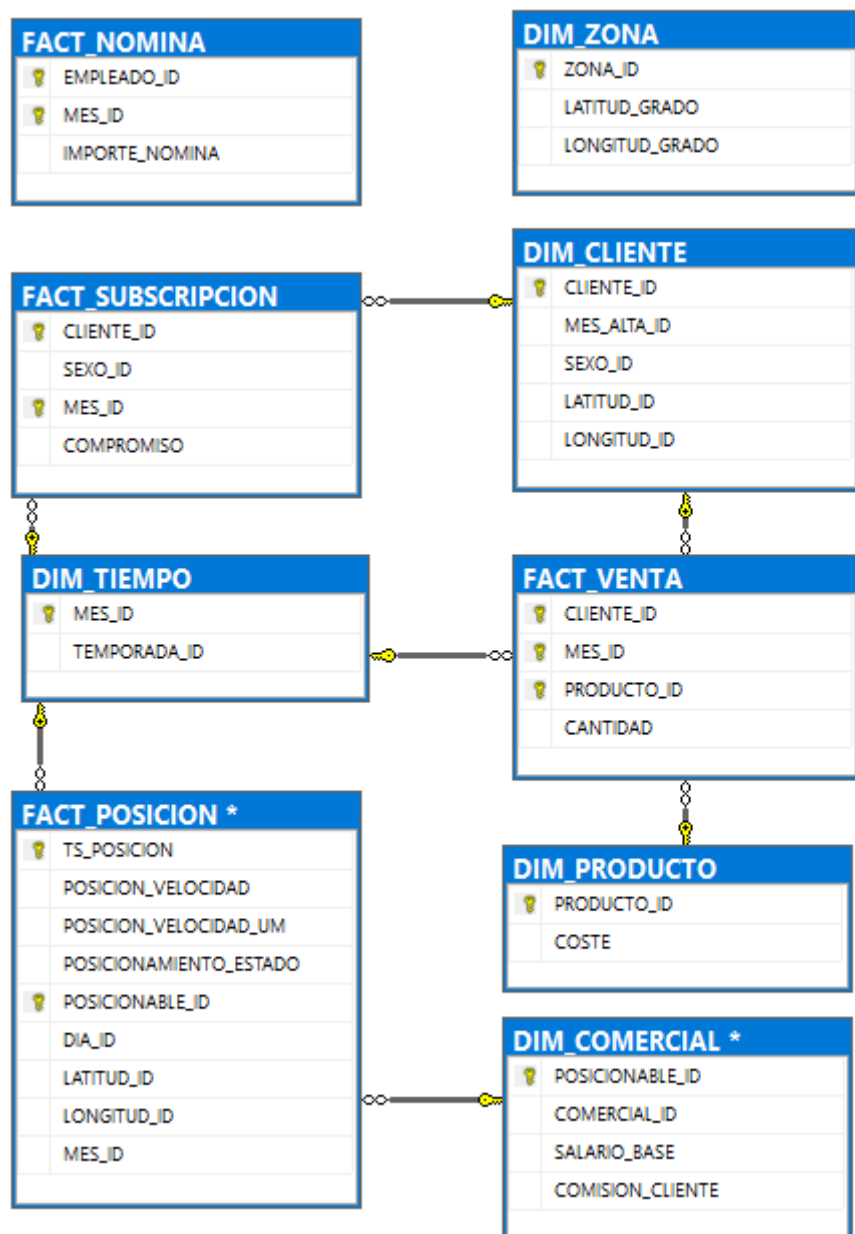 FACT_NOMINA
EMPLEADO_ID
MES_ID
IMPORTE_NOMINA
DIM_ZONA
ZONA_ID
LATITUD_GRADO
LONGITUD_GRADO
FACT_SUBSCRIPCION
CLIENTE_ID
SEXO_ID
MES_ID
COMPROMISO
DIM_CLIENTE
CLIENTE_ID
MES_ALTA_ID
SEXO_ID
LATITUD_ID
LONGITUD_ID
DIM_TIEMPO
MES_ID
TEMPORADA_ID
FACT_VENTA
CLIENTE_ID
MES_ID
PRODUCTO_ID
CANTIDAD
FACT_POSICION *
TS_POSICION
POSICION_VELOCIDAD
POSICION_VELOCIDAD_UM
POSICIONAMIENTO_ESTADO
POSICIONABLE_ID
DIA_ID
LATITUD_ID
LONGITUD_ID
MES_ID
DIM_PRODUCTO
PRODUCTO_ID
COSTE
DIM_COMERCIAL *
POSICIONABLE_ID
COMERCIAL_ID
SALARIO_BASE
COMISION_CLIENTE